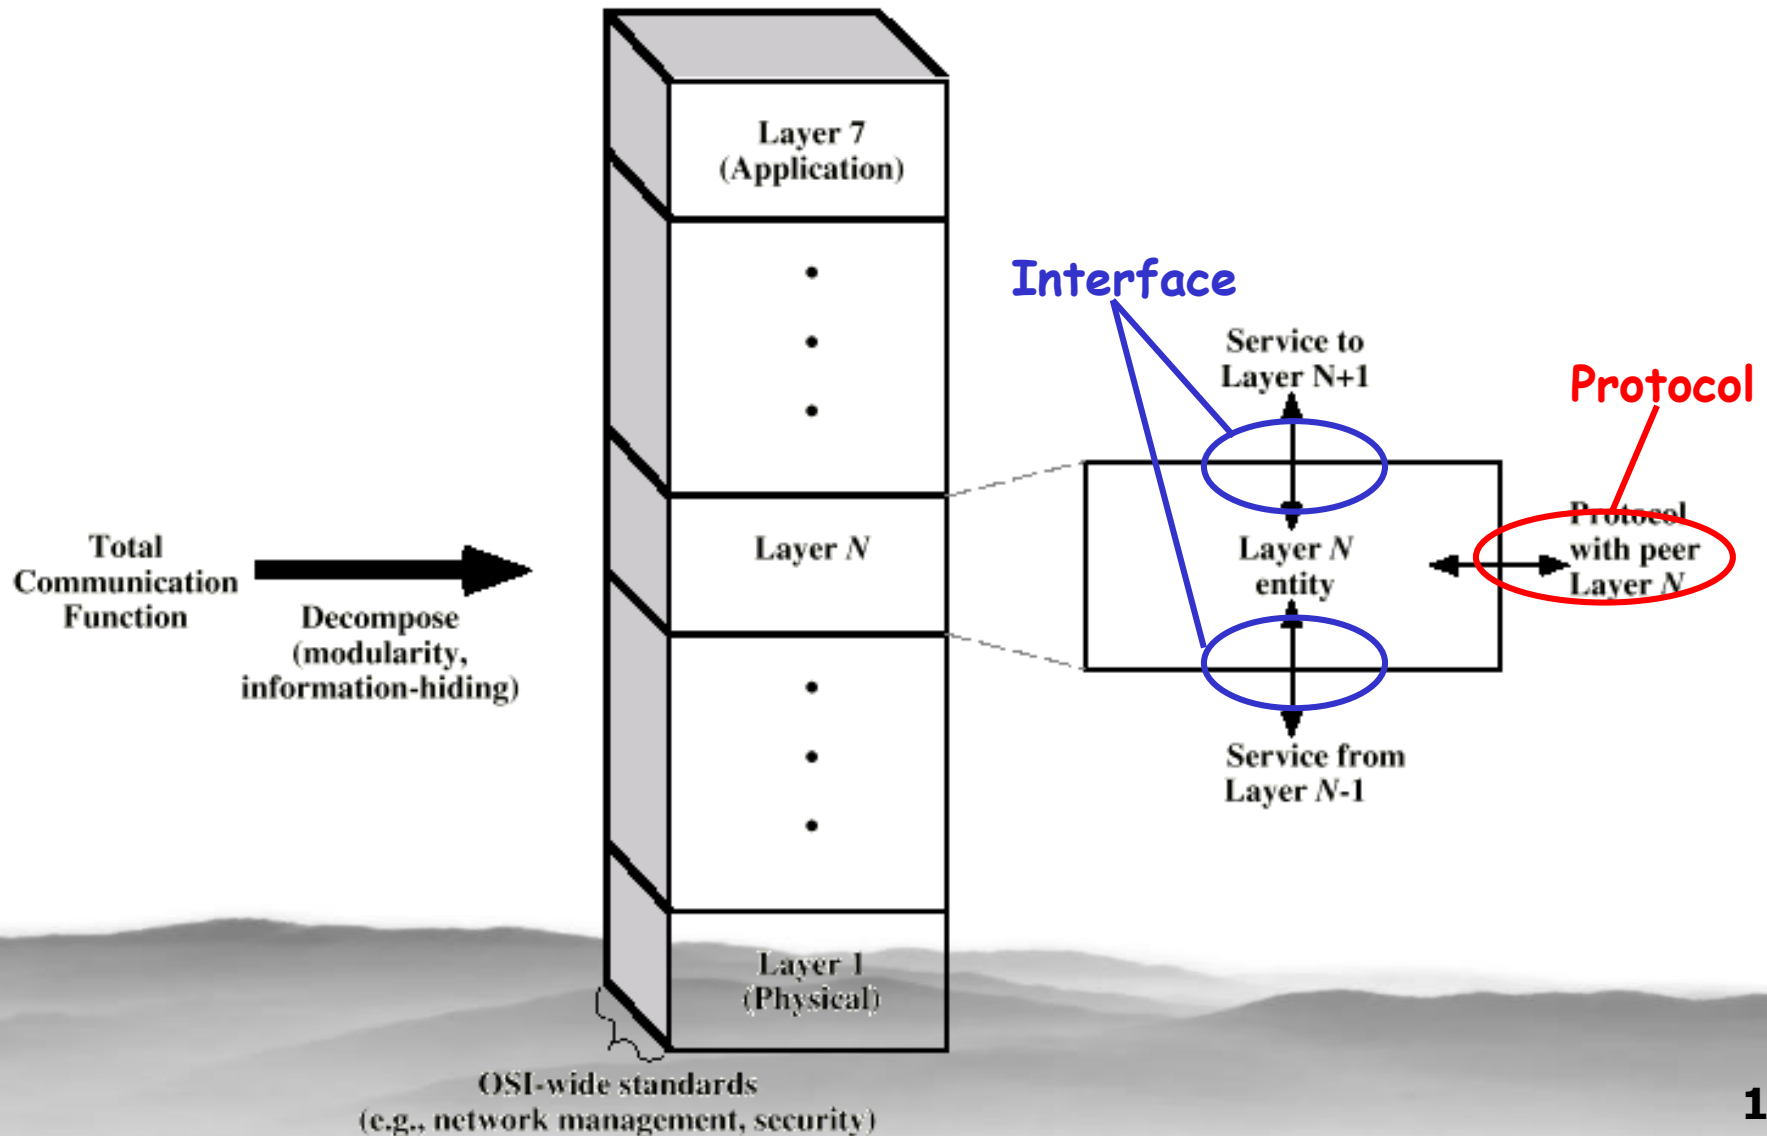 Layer 7
(Application)
Interface
Service to
Layer N+1
Protocol
Total
Communication
Function
Decompose
(modularity,
information-hiding)
Layer N
Layer N
entity
Protocol
with peer
Layer N
Service from
Layer N-1
Layer 1
(Physical)
OSI-wide standards
(e.g., network management, security)
1